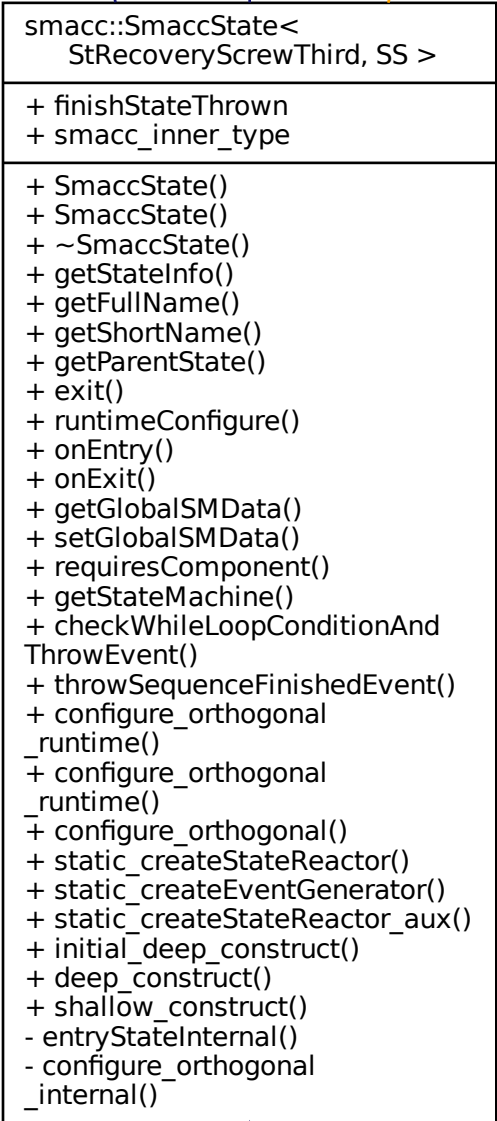 smacc::SmaccState<
StRecoveryScrewThird, SS >
+ finishStateThrown
+ smacc_inner_type
+ SmaccState()
+ SmaccState()
+ ~SmaccState()
+ getStateInfo()
+ getFullName()
+ getShortName()
+ getParentState()
+ exit()
+ runtimeConfigure()
+ onEntry()
+ onExit()
+ getGlobalSMData()
+ setGlobalSMData()
+ requiresComponent()
+ getStateMachine()
+ checkWhileLoopConditionAnd
ThrowEvent()
+ throwSequenceFinishedEvent()
+ configure_orthogonal
_runtime()
+ configure_orthogonal
_runtime()
+ configure_orthogonal()
+ static_createStateReactor()
+ static_createEventGenerator()
+ static_createStateReactor_aux()
+ initial_deep_construct()
+ deep_construct()
+ shallow_construct()
- entryStateInternal()
- configure_orthogonal
_internal()